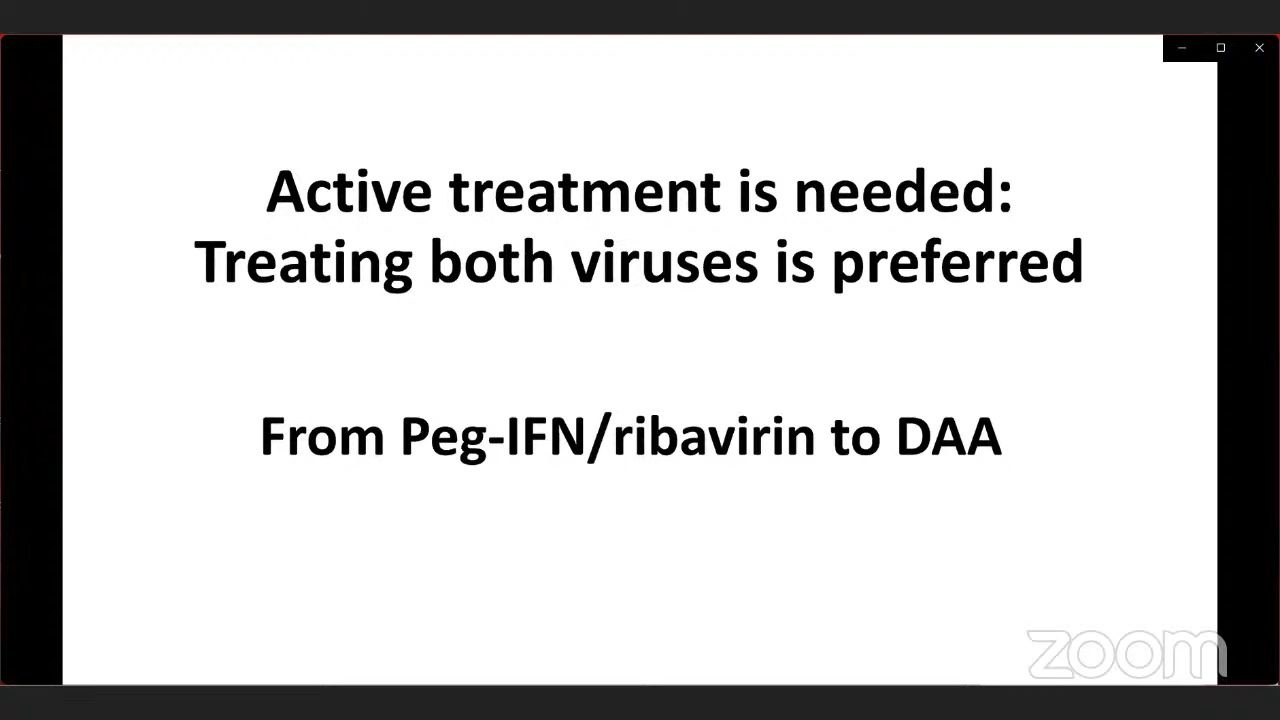 Active treatment is needed:
Treating both viruses is preferred
From Peg-IFN/ribavirin to DAA
zoom